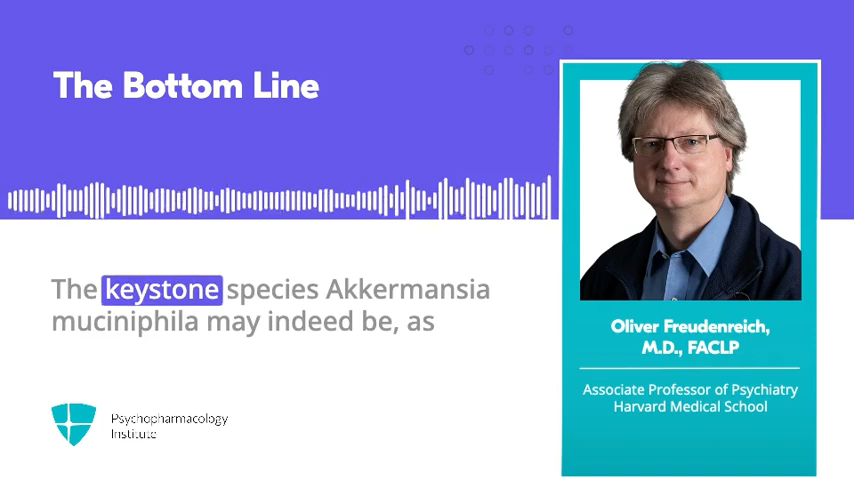 The Bottom Line
The keystone species Akkermansia
muciniphila may indeed be, as
Psychopharmacology
Institute
Oliver Freudenreich,
M.D., FACLP
Associate Professor of Psychiatry
Harvard Medical School